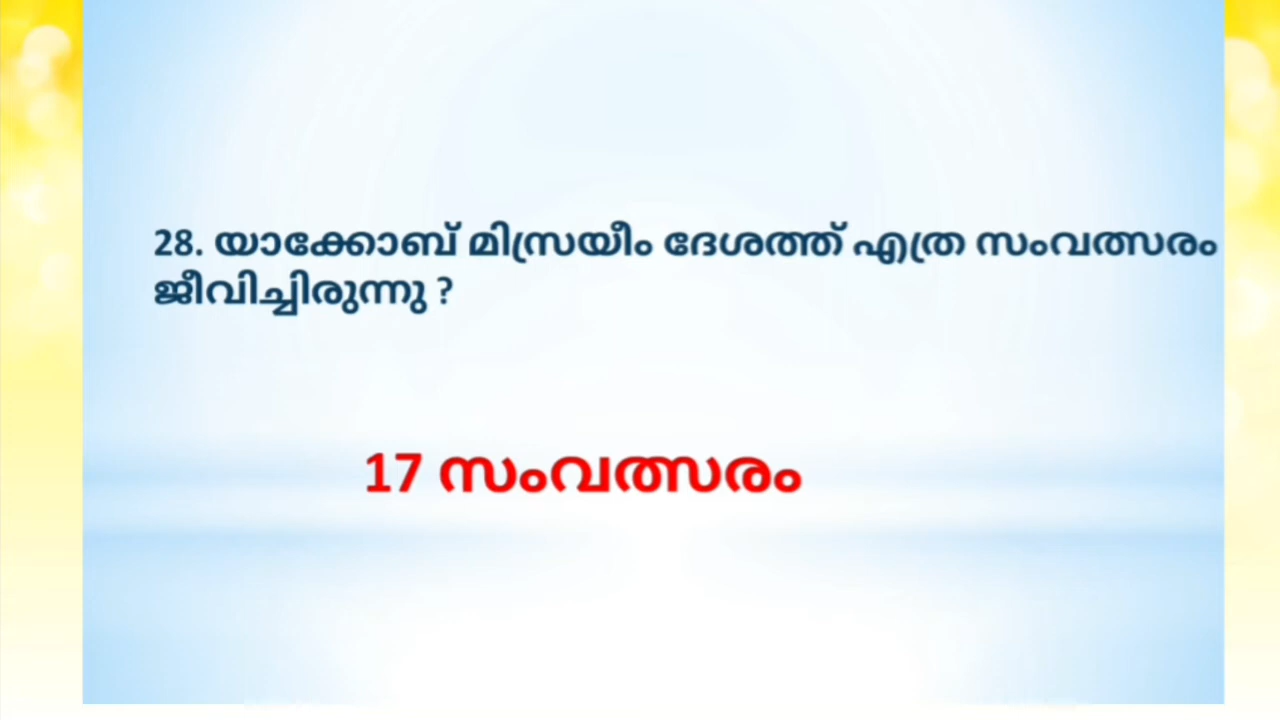 28. യാക്കോബ് മിസ്രയീം ദേശത്ത് എത്ര സംവത്സരം
ജീവിച്ചിരുന്നു ?
17 സംവത്സരം